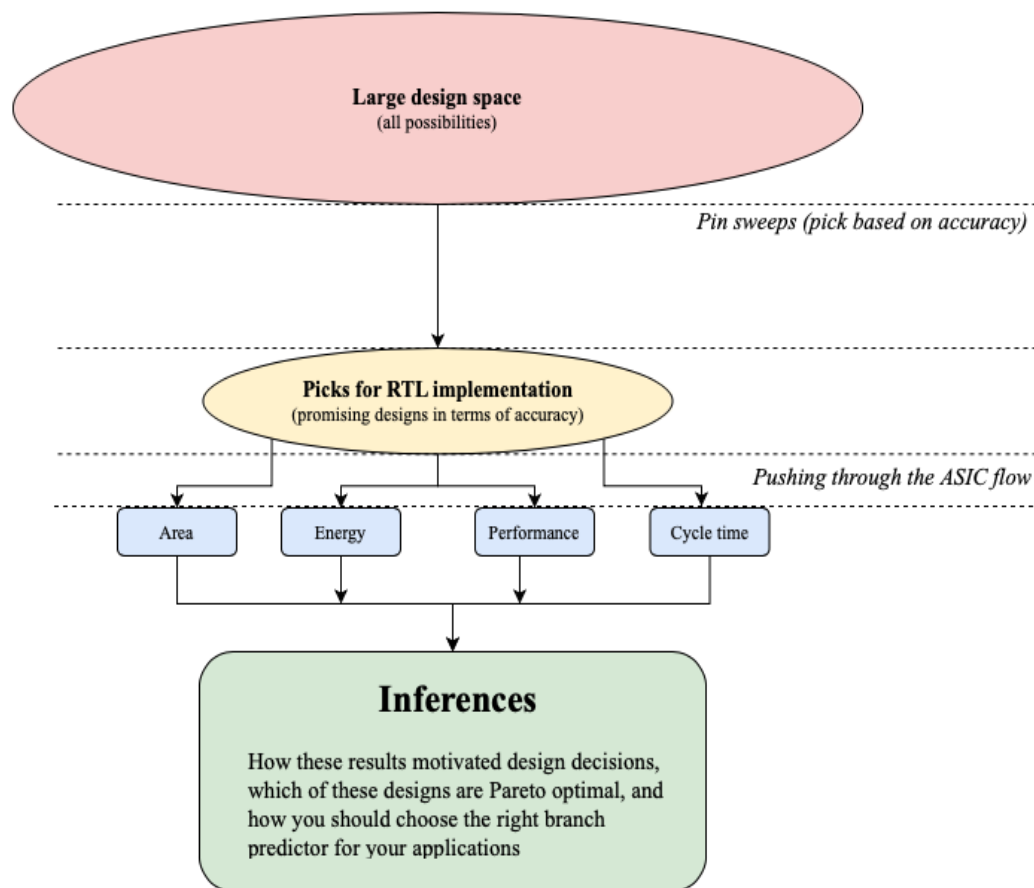 Large design space
(all possibilities)
Pin sweeps (pick based on accuracy)
Picks for RTL implementation
(promising designs in terms of accuracy)
Pushing through the ASIC flow
Area
Energy
Performance
Cycle time
Inferences
How these results motivated design decisions,
which of these designs are Pareto optimal, and
how you should choose the right branch
predictor for your applications